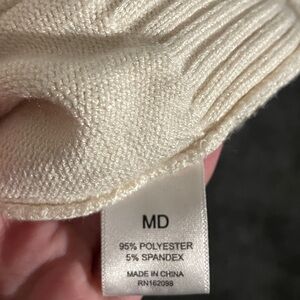 MD
95% POLYESTER
5% SPANDEX
MADE IN CHINA
RN162098